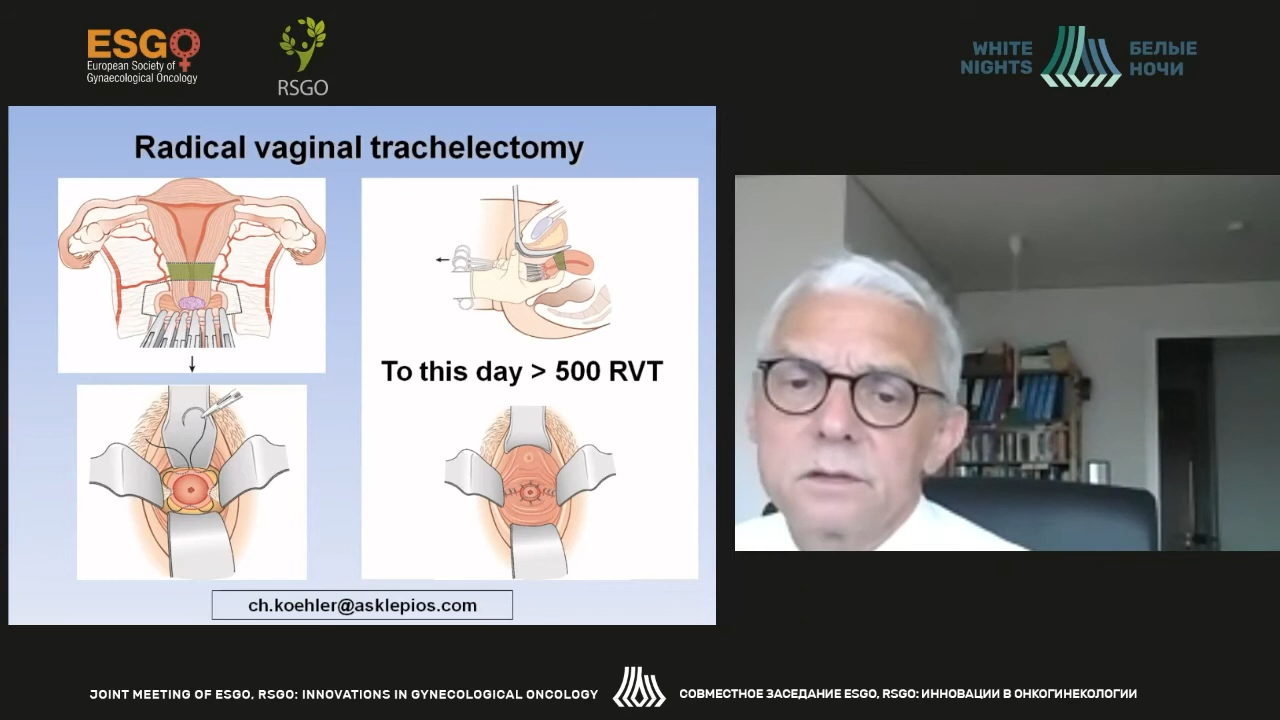 ESGO
European Society of
Gynaecological Oncology
RSGO
WHITE
NIGHTS
БЕЛЫЕ
НОЧИ
Radical vaginal trachelectomy
To this day > 500 RVT
ch.koehler@asklepios.com
JOINT MEETING OF ESGO, RSGO: INNOVATIONS IN GYNECOLOGICAL ONCOLOGY
СОВМЕСТНОЕ ЗАСЕДАНИЕ ESGO, RSGO: ИННОВАЦИИ В ОНКОГИНЕКОЛОГИИ